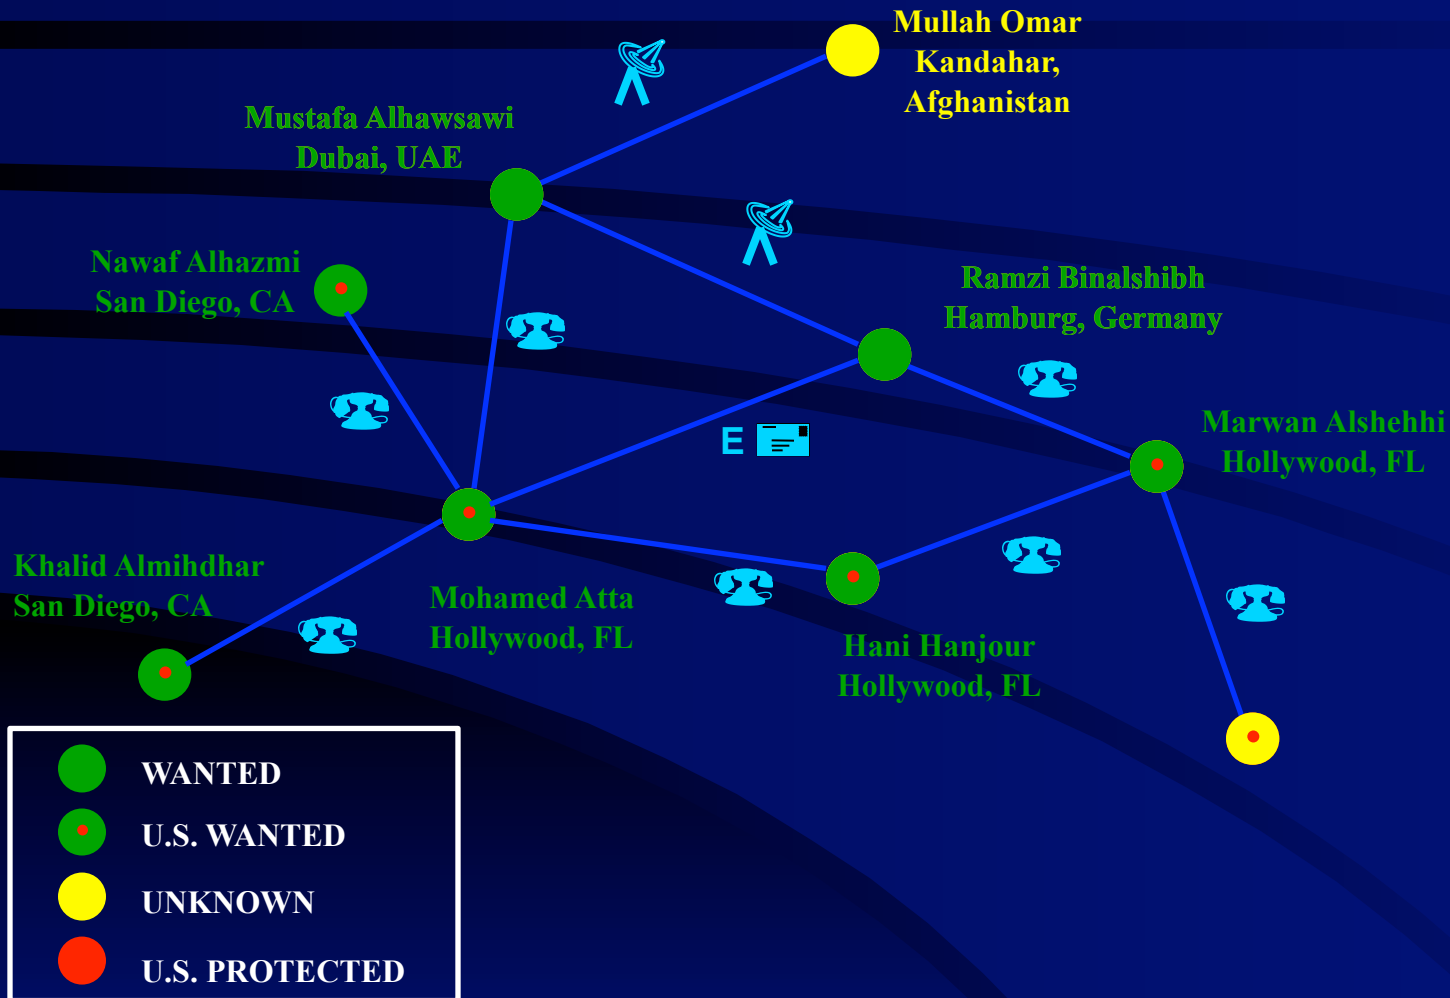 Mullah Omar
Kandahar,
Afghanistan
Mustafa Alhawsawi
Dubai, UAE
Nawaf Alhazmi
San Diego, CA
Ramzi Binalshibh
Hamburg, Germany
Marwan Alshehhi
Hollywood, FL
E
Khalid Almihdhar
San Diego, CA
Mohamed Atta
Hollywood, FL
Hani Hanjour
Hollywood, FL
WANTED
U.S. WANTED
UNKNOWN
U.S. PROTECTED